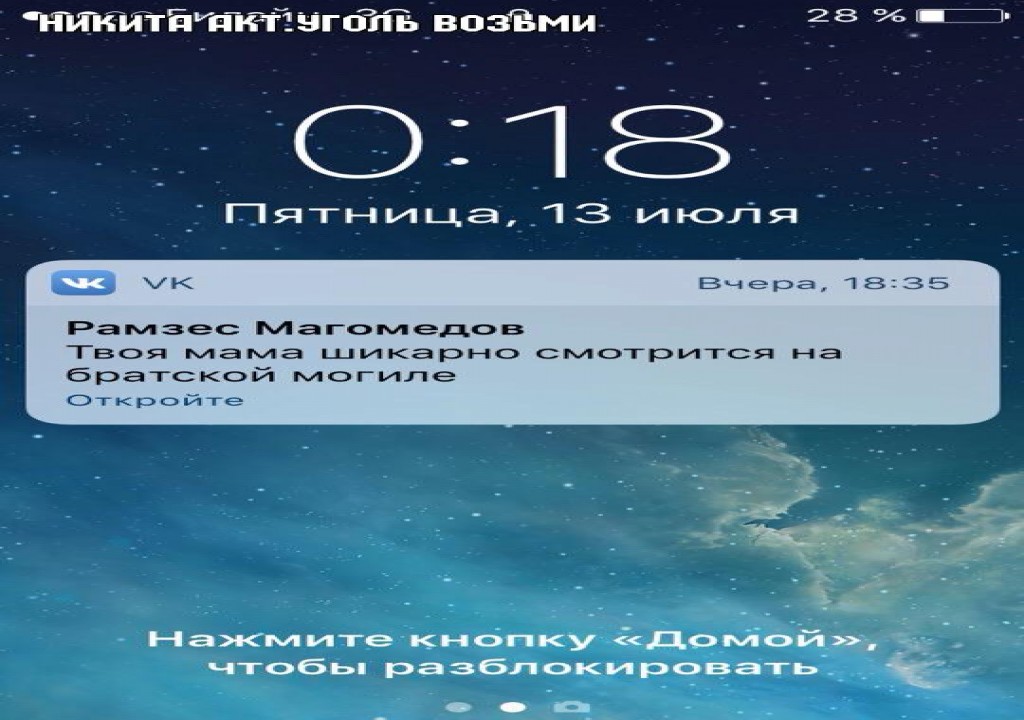 НИКИТА АКТ.УГОЛЬ ВОЗЬМИ
28 %
0:18
Пятница, 13 июля
VK
Вчера, 18:35
Рамзес Магомедов
Твоя мама шикарно смотрится на
братской могиле
Откройте
Нажмите кнопку «Домой»,
чтобы разблокировать